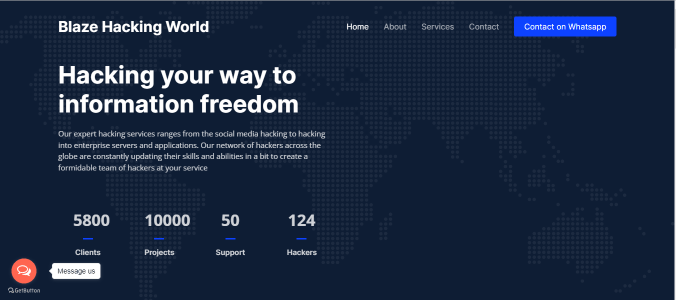 Blaze Hacking World
Home About Services Contact Contact on Whatsapp
Hacking your way to
information freedom
Our expert hacking services ranges from the social media hacking to hacking
into enterprise servers and applications. Our network of hackers across the
globe are constantly updating their skills and abilities in a bit to create a
formidable team of hackers at your service
5800 10000 50 124
Clients Projects Support Hackers
Message us
GetButton